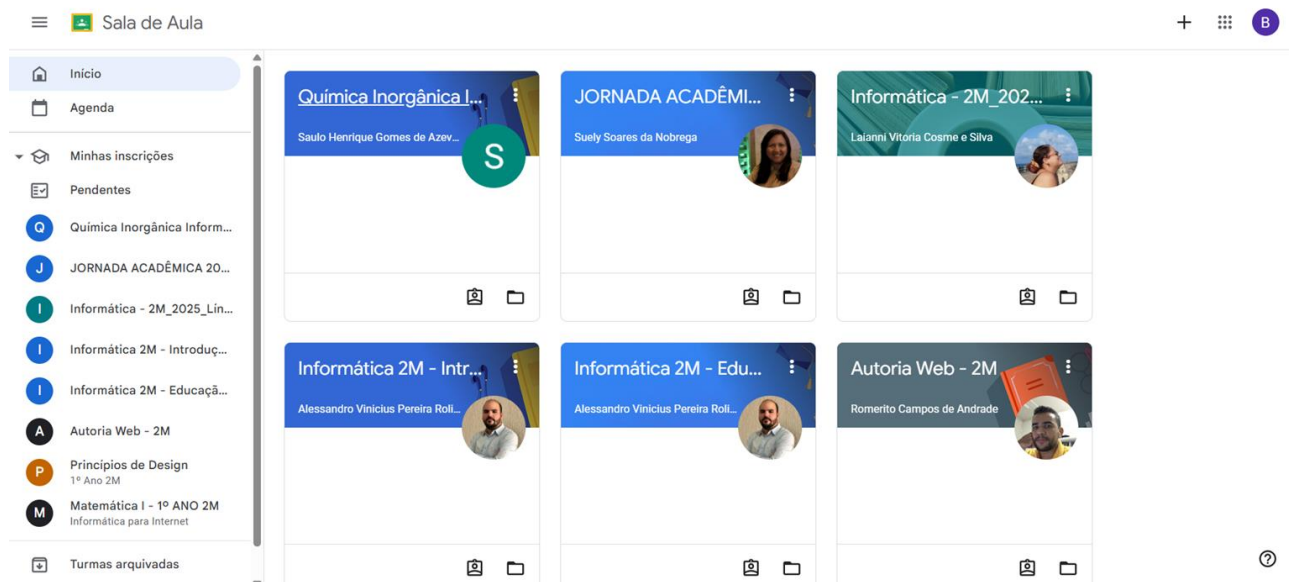 Sala de Aula
B
Início
Agenda
Minhas inscrições
Pendentes
Q Química Inorgânica Inform...
J JORNADA ACADÊMICA 20...
I Informática - 2M_2025_Lín...
I Informática 2M - Introduç...
I Informática 2M - Educaçã...
A Autoria Web - 2M
P Princípios de Design
1º Ano 2M
M Matemática I - 1º ANO 2M
Informática para Internet
Turmas arquivadas
Química Inorgânica I...
Saulo Henrique Gomes de Azev...
S
JORNADA ACADÊMI...
Suely Soares da Nobrega
Informática - 2M_202...
Laianni Vitoria Cosme e Silva
Informática 2M - Intr...
Alessandro Vinicius Pereira Roli...
Informática 2M - Edu...
Alessandro Vinicius Pereira Roli...
Autoria Web - 2M
Romerito Campos de Andrade